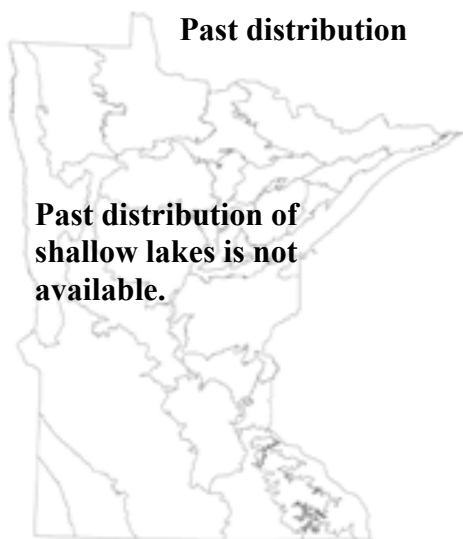 Past distribution
Past distribution of
shallow lakes is not
available.